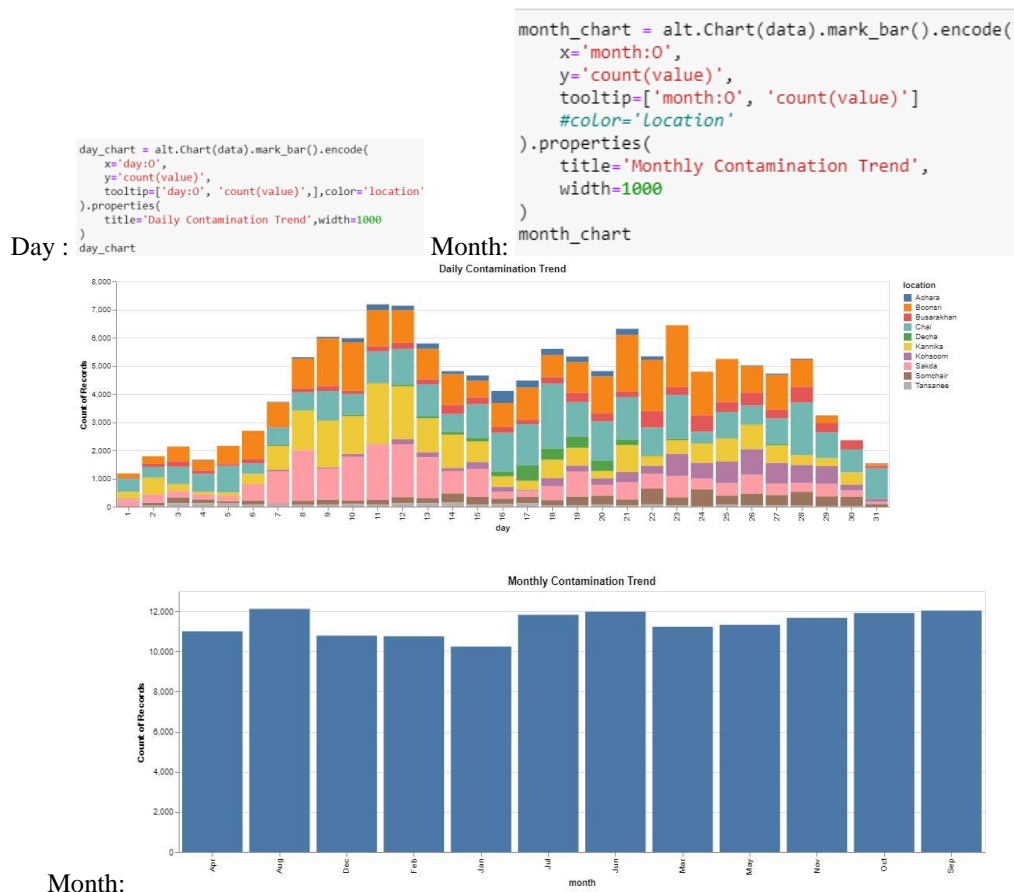 month_chart = alt.Chart(data).mark_bar().encode(
x='month:O',
y='count(value)',
tooltip=['month:O', 'count(value)']
#color='location'
).properties(
title='Monthly Contamination Trend',
width=1000
)
month_chart
day_chart = alt.Chart(data).mark_bar().encode(
x='day:O',
y='count(value)',
tooltip=['day:O', 'count(value)',],color='location'
).properties(
title='Daily Contamination Trend',width=1000
)
day_chart
Day :
Month:
Daily Contamination Trend
8,000
7,000
6,000
5,000
4,000
3,000
2,000
1,000
0
Count of Records
1 2 3 4 5 6 7 8 9 10 11 12 13 14 15 16 17 18 19 20 21 22 23 24 25 26 27 28 29 30 31
day
location
Achara
Boonsri
Busarakhan
Chai
Decha
Kannika
Kohsoom
Sakda
Somchair
Tansanee
Monthly Contamination Trend
12,000
10,000
8,000
6,000
4,000
2,000
0
Count of Records
Apr Aug Dec Feb Jan Jul Jun Mar May Nov Oct Sep
month
Month: